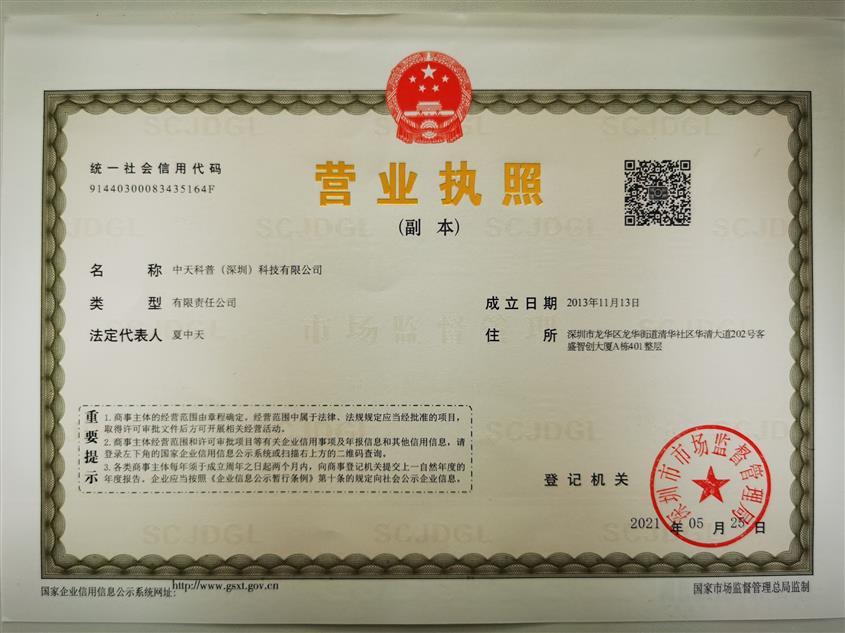 统一社会信用代码
91440300083435164F
营业执照
(副 本)
名 称 中天科普(深圳)科技有限公司
类 型 有限责任公司
法定代表人 夏中天
成立日期 2013年11月13日
住 所 深圳市龙华区龙华街道清华社区华清大道202号客
盛智创大厦A栋401整层
重要提示
1.商事主体的经营范围由章程确定。经营范围中属于法律、法规规定应当经批准的项目,
取得许可审批文件后方可开展相关经营活动。
2.商事主体经营范围和许可审批项目等有关企业信用事项及年报信息和其他信用信息,请
登录左下角的国家企业信用信息公示系统或扫描右上方的二维码查询。
3.各类商事主体每年须于成立周年之日起两个月内,向商事登记机关提交上一自然年度的
年度报告。企业应当按照《企业信息公示暂行条例》第十条的规定向社会公示企业信息。
登记机关
深圳市市场监督管理局
2021 年 05 月 25 日
国家企业信用信息公示系统网址:http://www.gsxt.gov.cn
国家市场监督管理总局监制
SCJDGL
市场监督管理